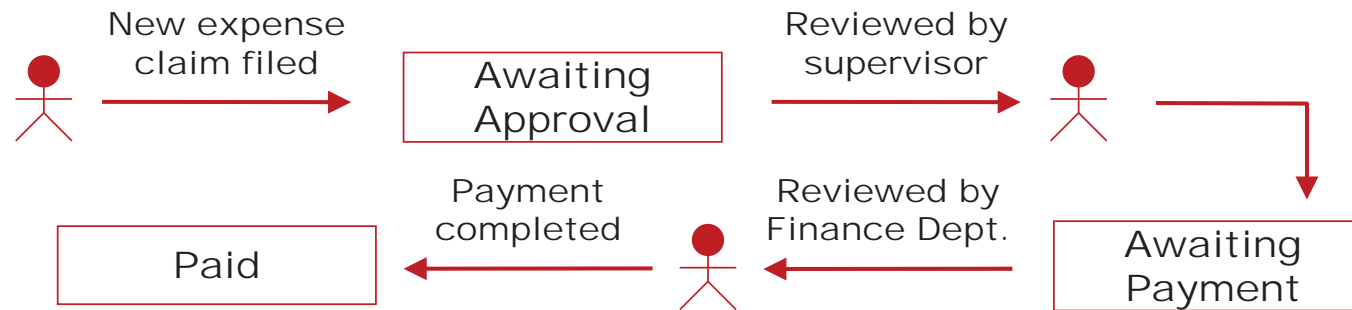 New expense
claim filed
Awaiting
Approval
Reviewed by
supervisor
Awaiting
Payment
Reviewed by
Finance Dept.
Payment
completed
Paid